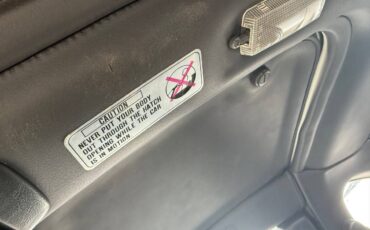 CAUTION
NEVER PUT YOUR BODY
OUT THROUGH THE HATCH
OPENING WHILE THE CAR
IS IN MOTION